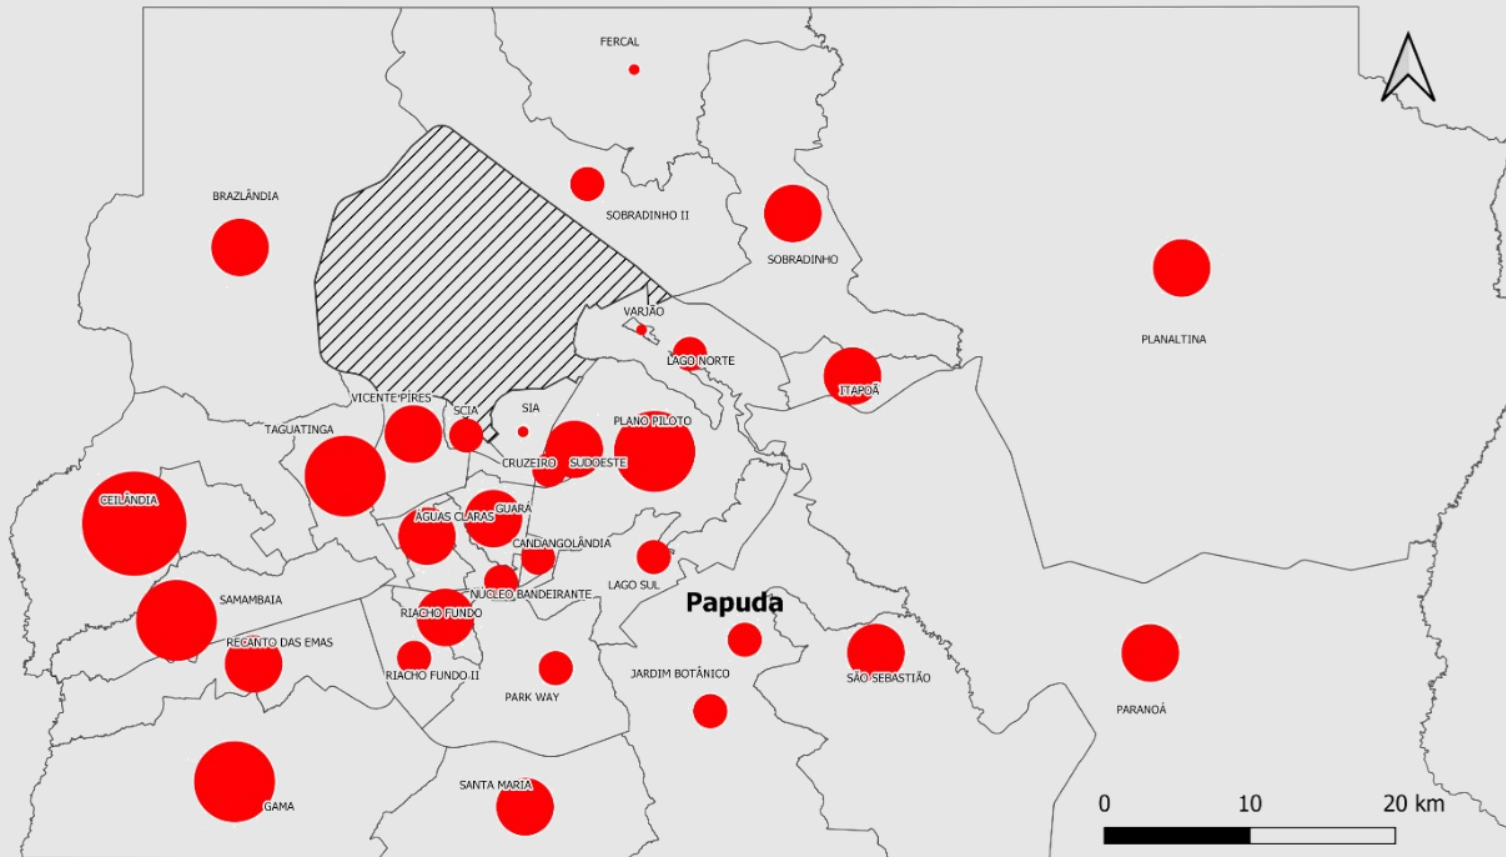 FERCAL
BRAZLÂNDIA
SOBRADINHO II
SOBRADINHO
VARJÃO
PLANALTINA
LAGO NORTE
ITAPOÃ
VICENTE PIRES
SCIA
SIA
PLANO PILOTO
TAGUATINGA
CRUZEIRO
SUDOESTE
CEILÂNDIA
ÁGUAS CLARAS
GUARÁ
CANDANGOLÂNDIA
LAGO SUL
NÚCLEO BANDEIRANTE
SAMAMBAIA
RIACHO FUNDO
Papuda
RECANTO DAS EMAS
RIACHO FUNDO II
JARDIM BOTÂNICO
SÃO SEBASTIÃO
PARK WAY
PARANOÁ
SANTA MARIA
GAMA
0 10 20 km